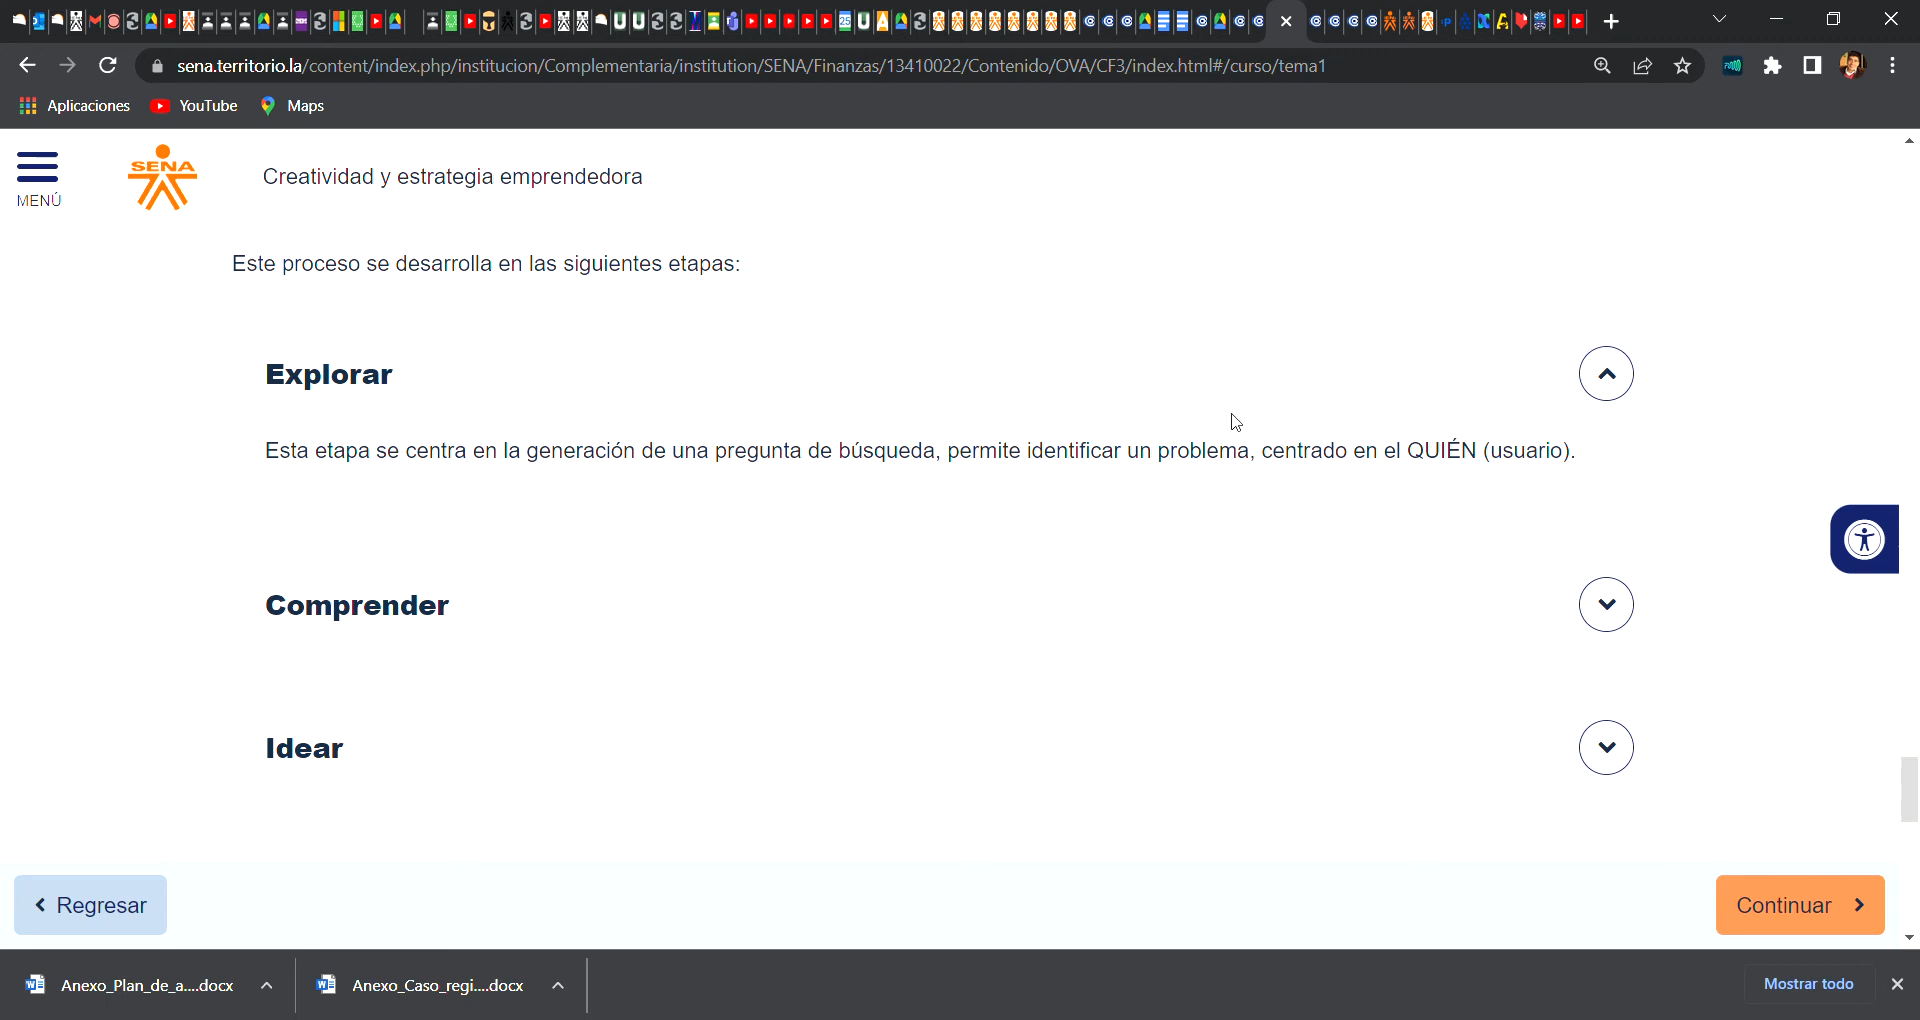 sena.territorio.la/content/index.php/institucion/Complementaria/institution/SENA/Finanzas/13410022/Contenido/OVA/CF3/index.html#/curso/tema1
Aplicaciones YouTube Maps
MENÚ
SENA
Creatividad y estrategia emprendedora
Este proceso se desarrolla en las siguientes etapas:
Explorar
Esta etapa se centra en la generación de una pregunta de búsqueda, permite identificar un problema, centrado en el QUIÉN (usuario).
Comprender
Idear
Regresar
Continuar
Anexo_Plan_de_a....docx
Anexo_Caso_regi....docx
Mostrar todo